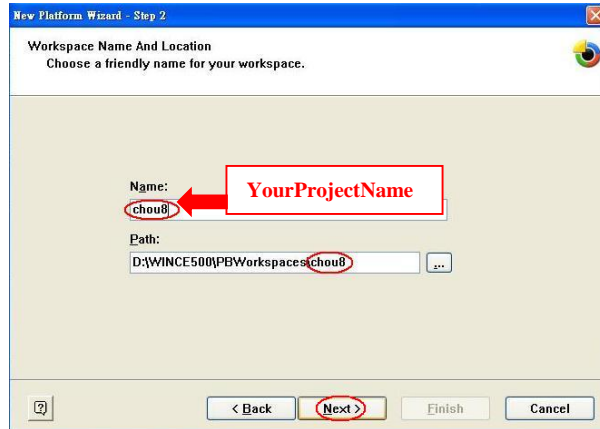 New Platform Wizard - Step 2
Workspace Name And Location
Choose a friendly name for your workspace.
Name:
YourProjectName
chou8
Path:
D:\WINCE500\PBWorkspaces\chou8
...
< Back
Next >
Finish
Cancel